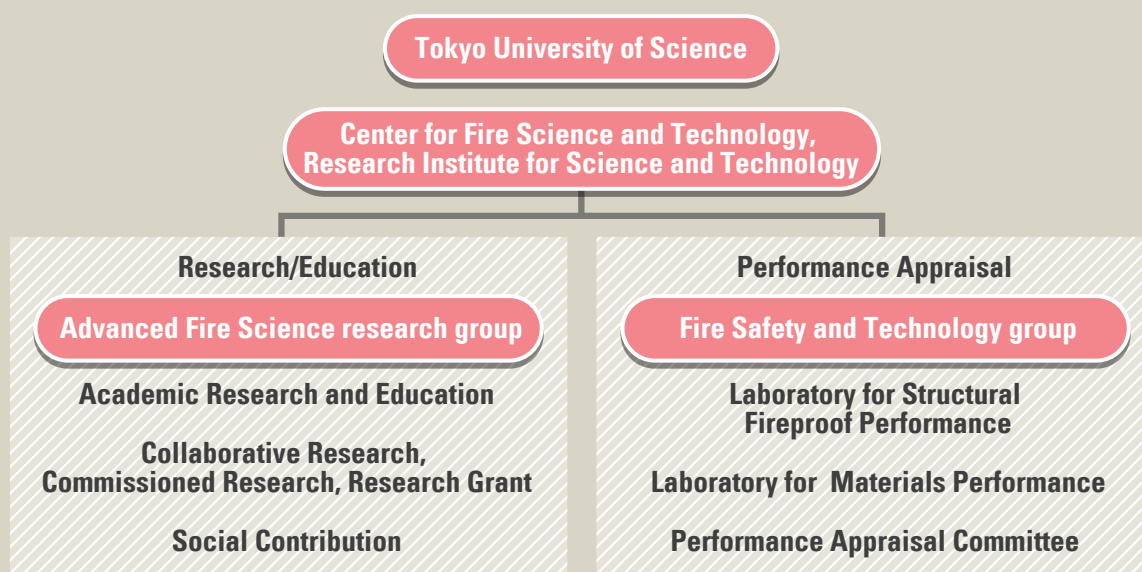 Tokyo University of Science
Center for Fire Science and Technology,
Research Institute for Science and Technology
Research/Education
Advanced Fire Science research group
Academic Research and Education
Collaborative Research,
Commissioned Research, Research Grant
Social Contribution
Performance Appraisal
Fire Safety and Technology group
Laboratory for Structural
Fireproof Performance
Laboratory for Materials Performance
Performance Appraisal Committee